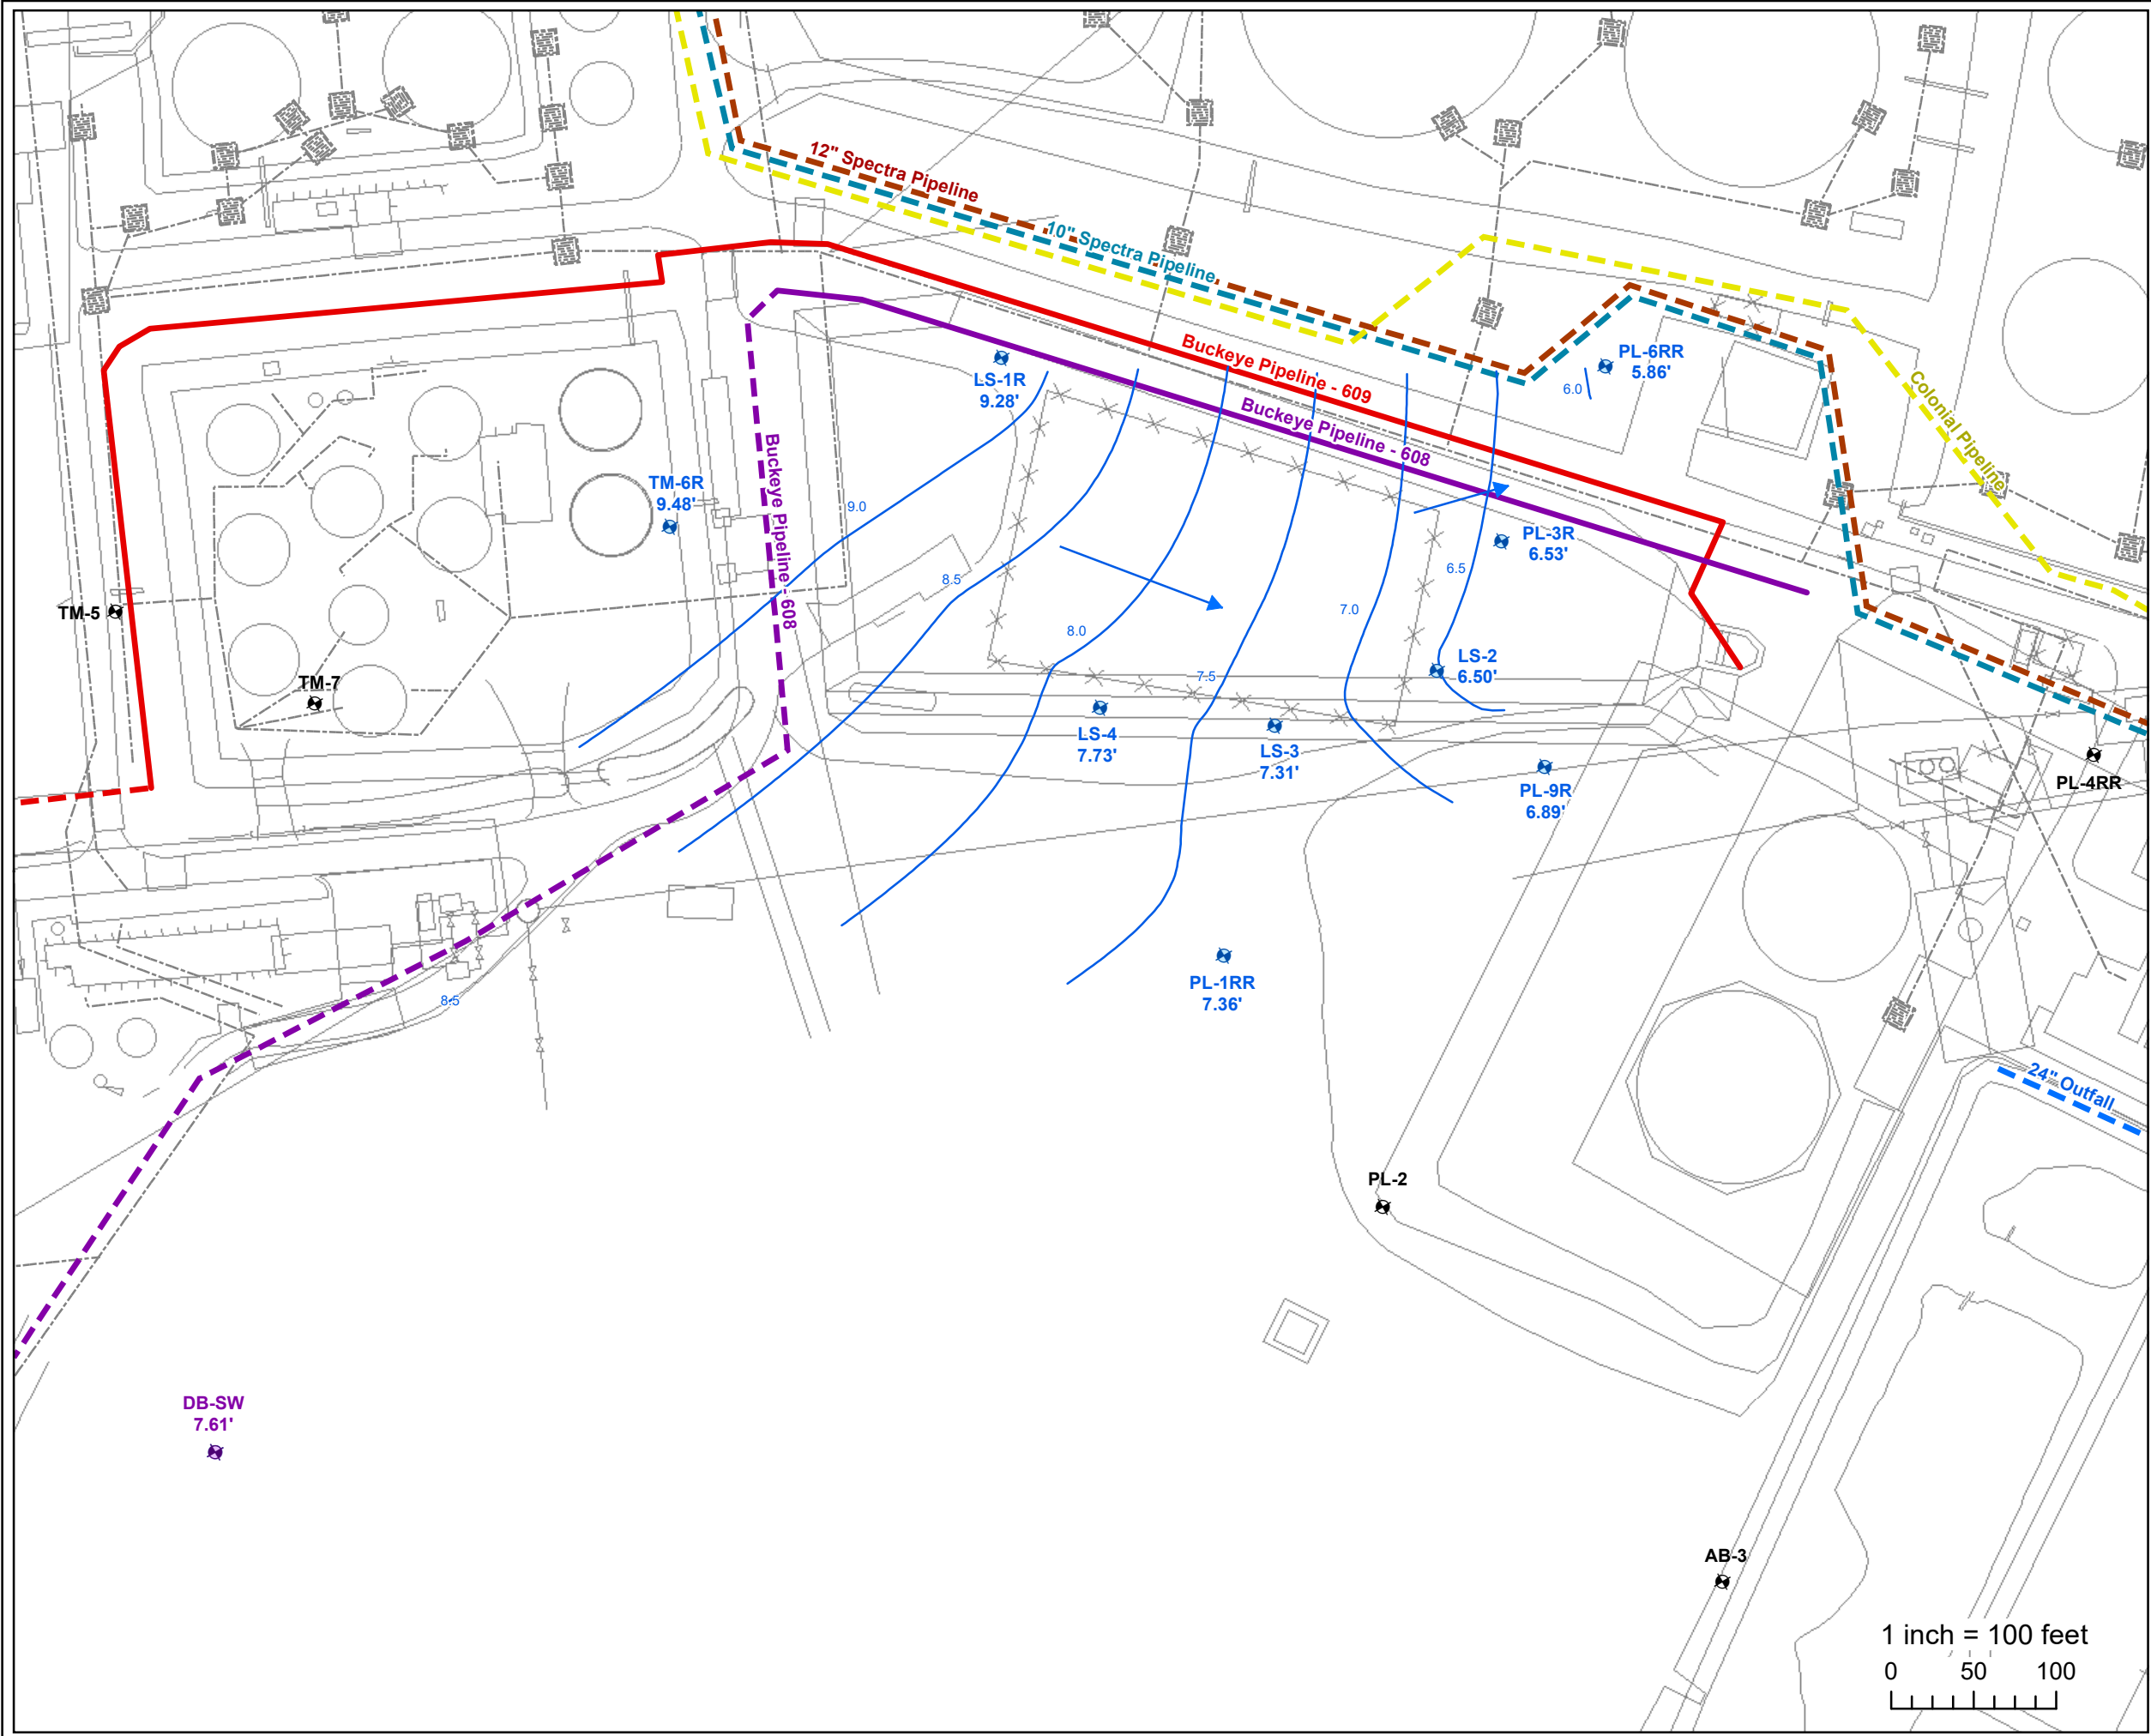 12" Spectra Pipeline
10" Spectra Pipeline
Buckeye Pipeline - 609
Buckeye Pipeline - 608
Buckeye Pipeline - 608
Colonial Pipeline
LS-1R
9.28'
PL-6RR
5.86'
6.0
TM-6R
9.48'
9.0
PL-3R
6.53'
6.5
8.5
7.0
TM-5
8.0
LS-2
6.50'
7.5
TM-7
LS-4
7.73'
LS-3
7.31'
PL-9R
6.89'
PL-4RR
PL-1RR
7.36'
8.5
24" Outfall
PL-2
DB-SW
7.61'
AB-3
1 inch = 100 feet
0 50 100